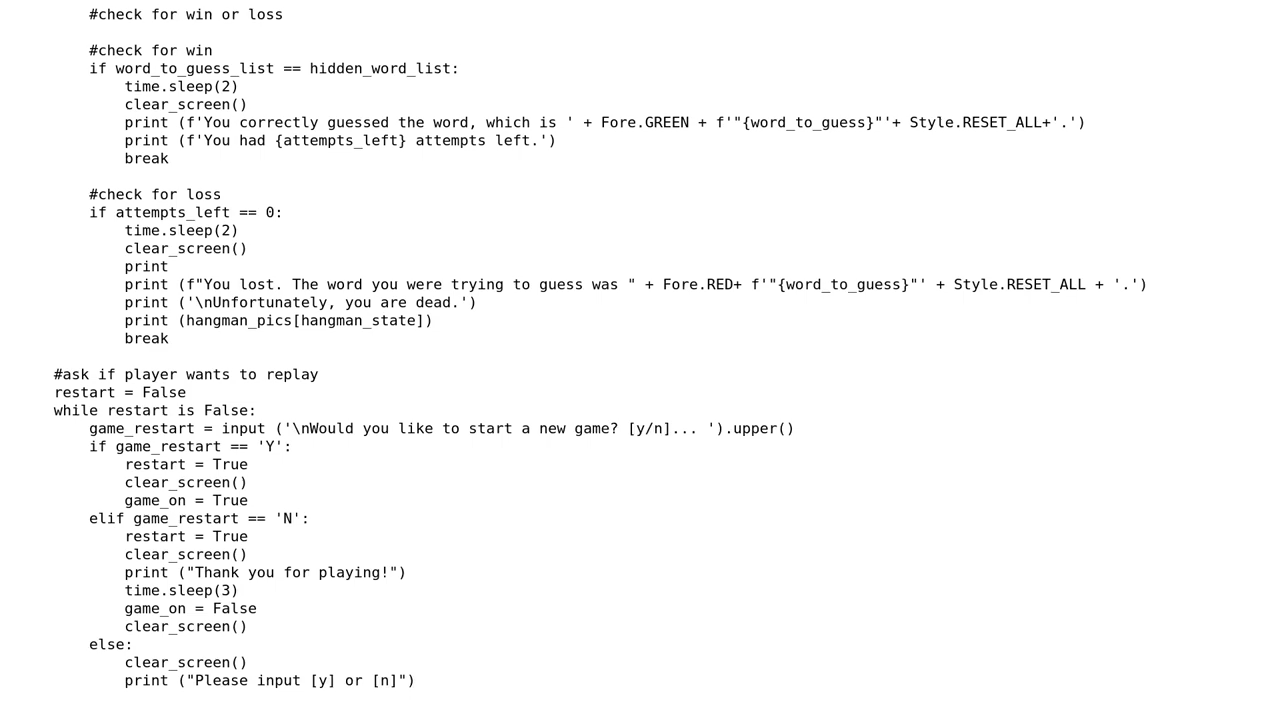 #check for win or loss
#check for win
if word_to_guess_list == hidden_word_list:
time.sleep(2)
clear_screen()
print (f'You correctly guessed the word, which is ' + Fore.GREEN + f'"{word_to_guess}"'+ Style.RESET_ALL+'.')
print (f'You had {attempts_left} attempts left.')
break
#check for loss
if attempts_left == 0:
time.sleep(2)
clear_screen()
print
print (f"You lost. The word you were trying to guess was " + Fore.RED+ f'"{word_to_guess}"' + Style.RESET_ALL + '.')
print ('\nUnfortunately, you are dead.')
print (hangman_pics[hangman_state])
break
#ask if player wants to replay
restart = False
while restart is False:
game_restart = input ('\nWould you like to start a new game? [y/n]... ').upper()
if game_restart == 'Y':
restart = True
clear_screen()
game_on = True
elif game_restart == 'N':
restart = True
clear_screen()
print ("Thank you for playing!")
time.sleep(3)
game_on = False
clear_screen()
else:
clear_screen()
print ("Please input [y] or [n]")